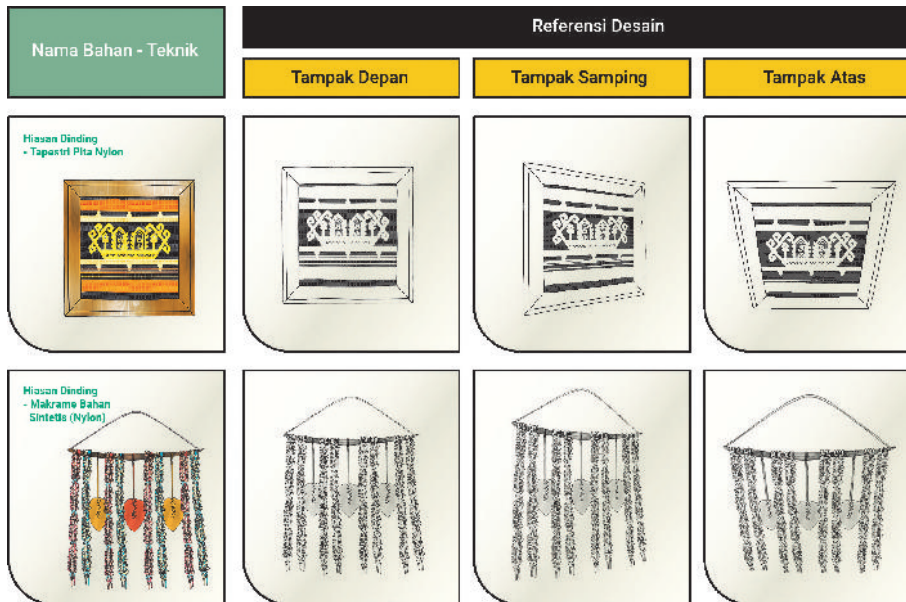 Nama Bahan - Teknik
Referensi Desain
Tampak Depan
Tampak Samping
Tampak Atas
Hiasan Dinding
- Tapestri Pita Nylon
Hiasan Dinding
- Makrame Bahan
Sintetis (Nylon)